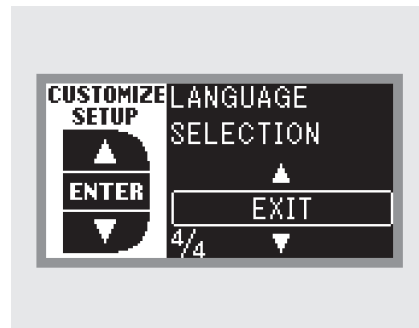 CUSTOMIZE
SETUP
ENTER
LANGUAGE
SELECTION
EXIT
4/4